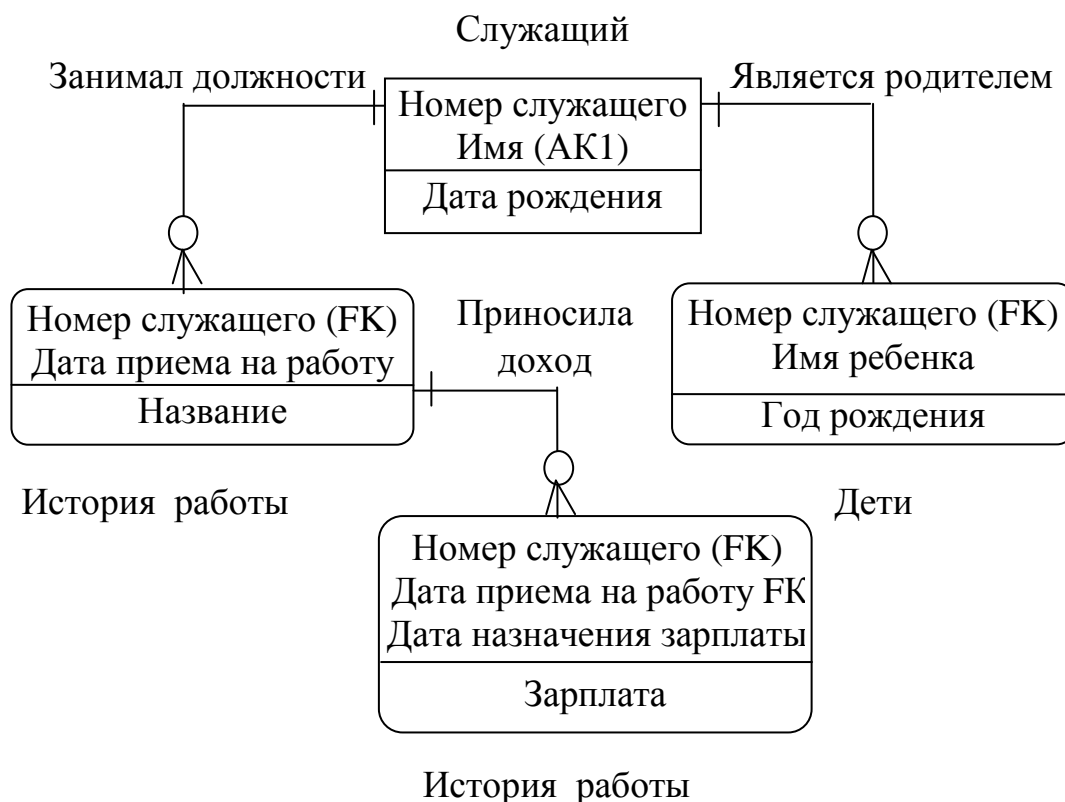 Служащий
Занимал должности
Является родителем
Номер служащего
Имя (АК1)
Дата рождения
Номер служащего (FK)
Дата приема на работу
Название
Приносила
доход
Номер служащего (FK)
Имя ребенка
Год рождения
История работы
Дети
Номер служащего (FK)
Дата приема на работу FK
Дата назначения зарплаты
Зарплата
История работы